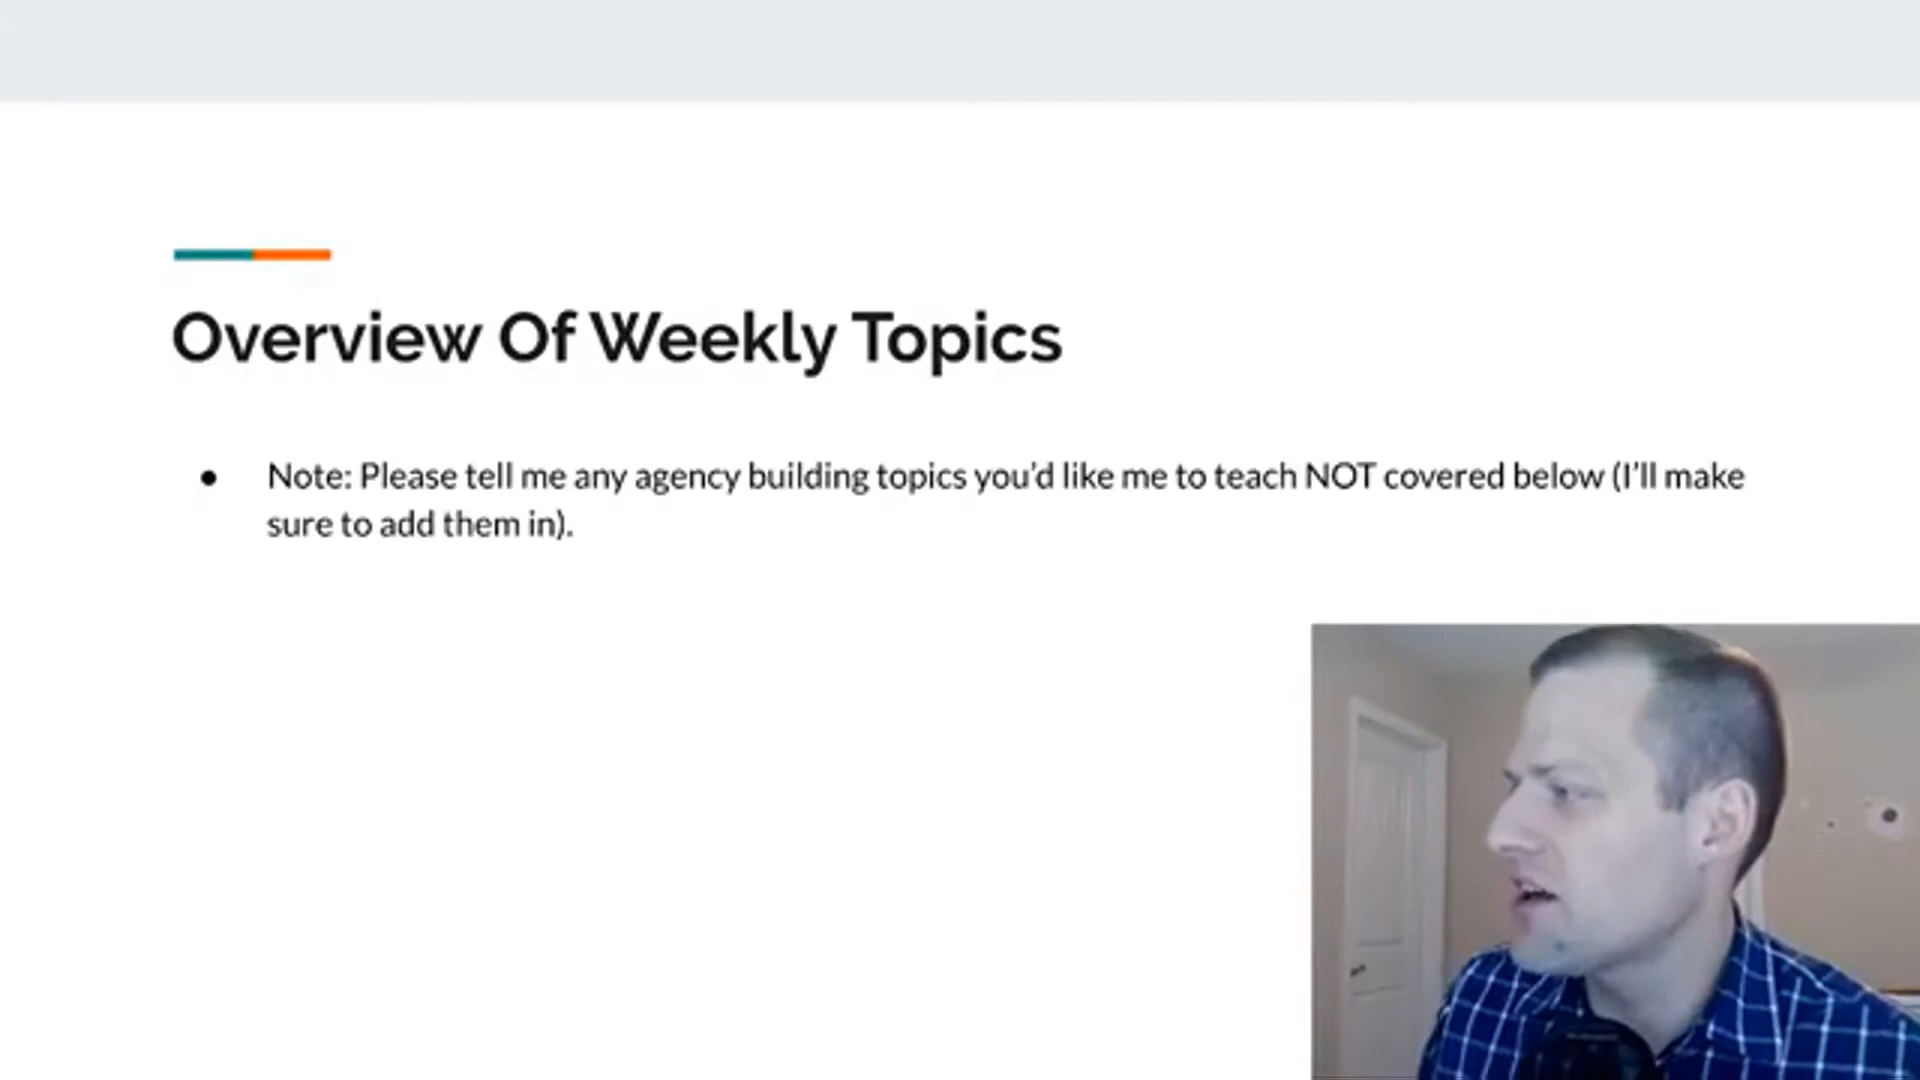 Overview Of Weekly Topics
● Note: Please tell me any agency building topics you'd like me to teach NOT covered below (I'll make
sure to add them in).